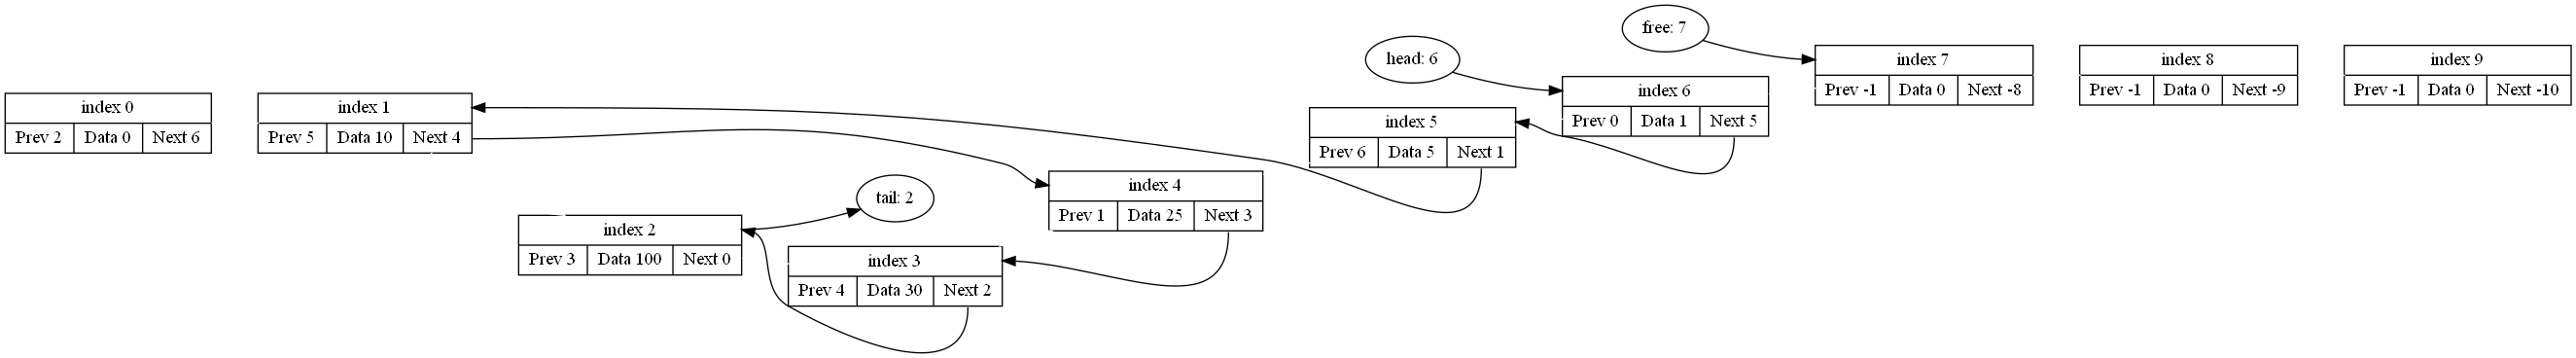 free: 7
head: 6
index 7
Prev -1 Data 0 Next -8
index 8
Prev -1 Data 0 Next -9
index 9
Prev -1 Data 0 Next -10
index 6
Prev 0 Data 1 Next 5
index 0
Prev 2 Data 0 Next 6
index 1
Prev 5 Data 10 Next 4
index 5
Prev 6 Data 5 Next 1
index 4
Prev 1 Data 25 Next 3
tail: 2
index 2
Prev 3 Data 100 Next 0
index 3
Prev 4 Data 30 Next 2